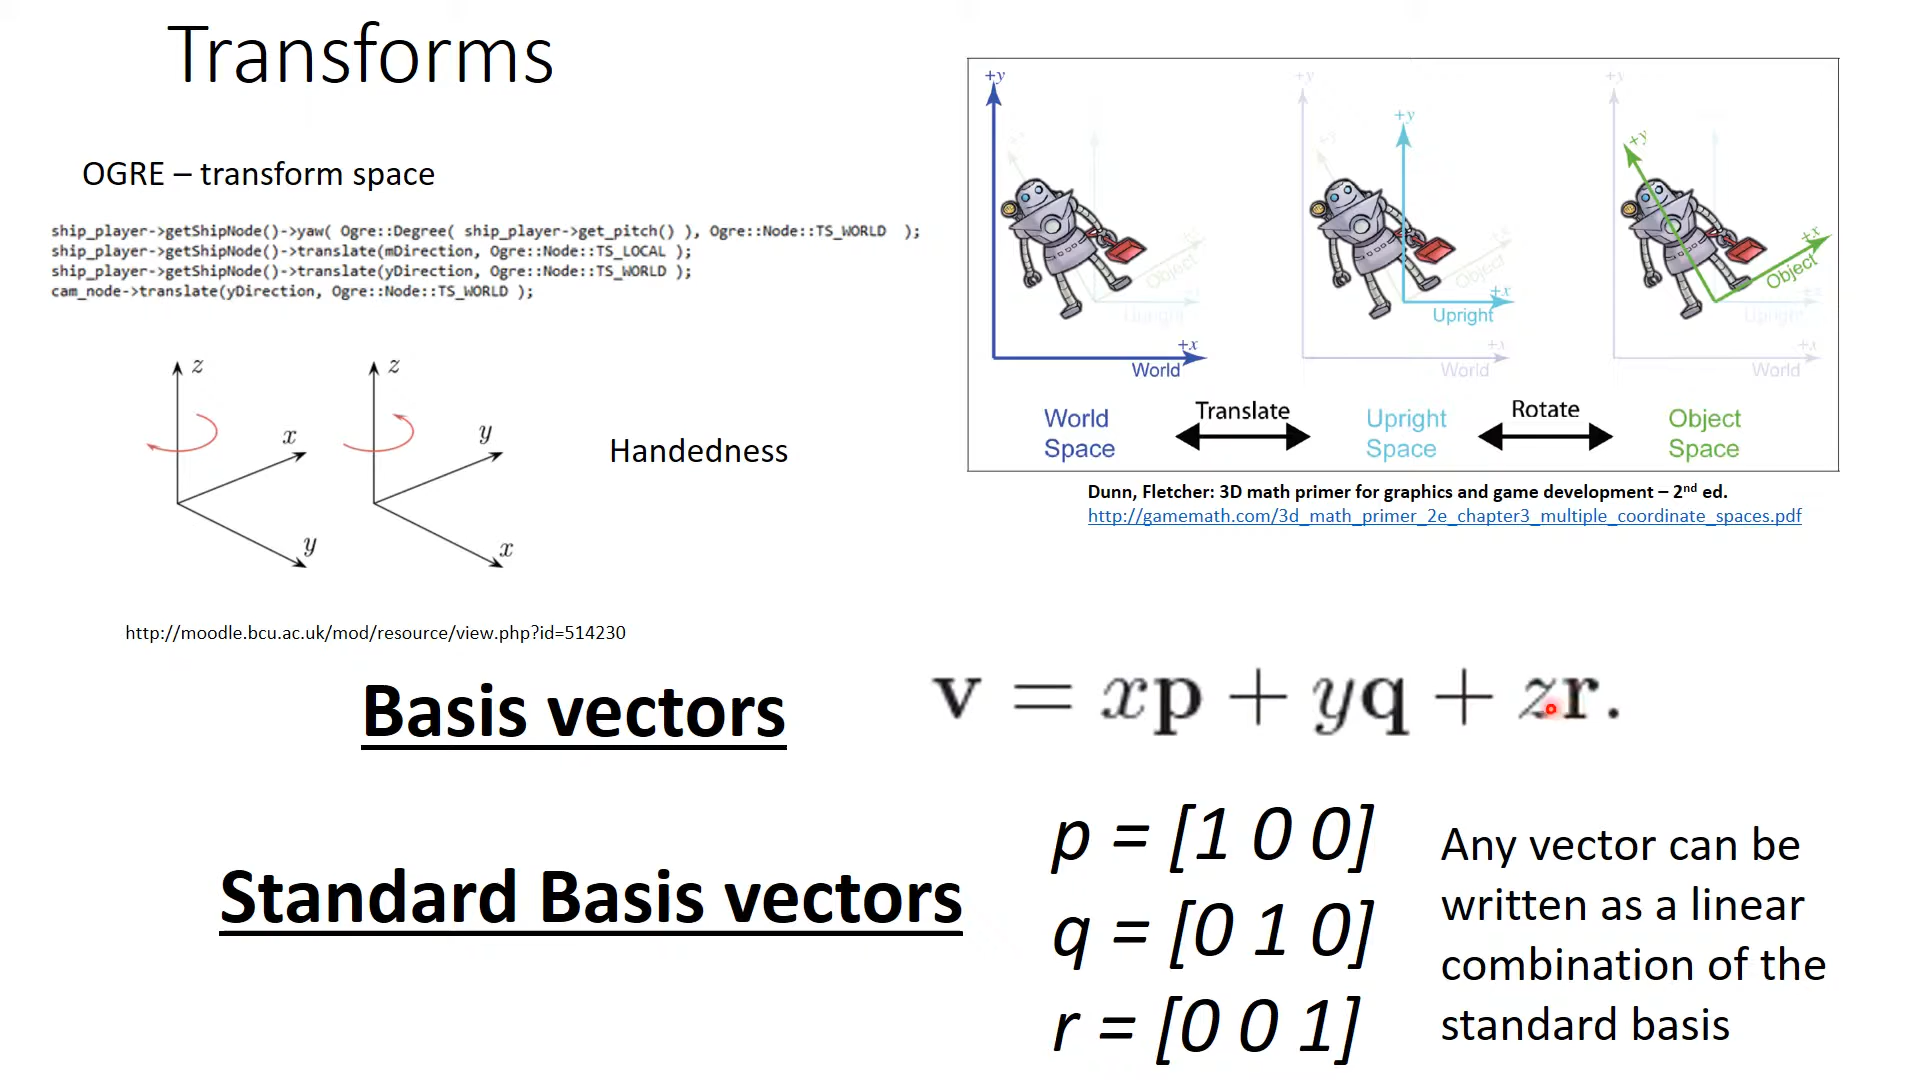 Transforms
OGRE – transform space
ship_player->getShipNode()->yaw( Ogre::Degree( ship_player->get_pitch() ), Ogre::Node::TS_WORLD );
ship_player->getShipNode()->translate(mDirection, Ogre::Node::TS_LOCAL );
ship_player->getShipNode()->translate(yDirection, Ogre::Node::TS_WORLD );
cam_node->translate(yDirection, Ogre::Node::TS_WORLD );
z
x
y
z
y
x
Handedness
http://moodle.bcu.ac.uk/mod/resource/view.php?id=514230
+y
+y
+x
Object
Upright
+x
World
+y
+y
+y
+x
Object
+x
Upright
+x
World
+y
+y
+x
Object
+x
Upright
+x
World
World Space
Translate
Upright Space
Rotate
Object Space
Dunn, Fletcher: 3D math primer for graphics and game development – 2nd ed.
http://gamemath.com/3d_math_primer_2e_chapter3_multiple_coordinate_spaces.pdf
Basis vectors
v = xp + yq + zr.
Standard Basis vectors
p = [1 0 0]
q = [0 1 0]
r = [0 0 1]
Any vector can be
written as a linear
combination of the
standard basis